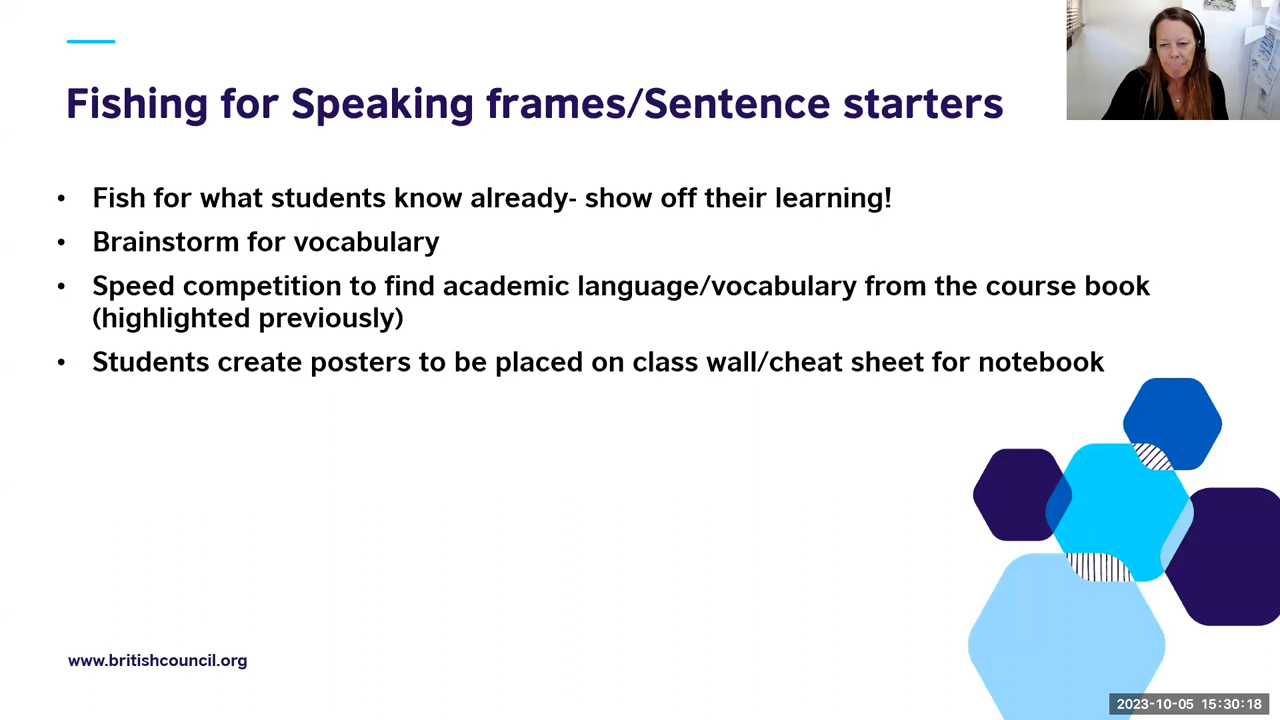 Fishing for Speaking frames/Sentence starters
• Fish for what students know already- show off their learning!
• Brainstorm for vocabulary
• Speed competition to find academic language/vocabulary from the course book
(highlighted previously)
• Students create posters to be placed on class wall/cheat sheet for notebook
www.britishcouncil.org
2023-10-05 15:30:18